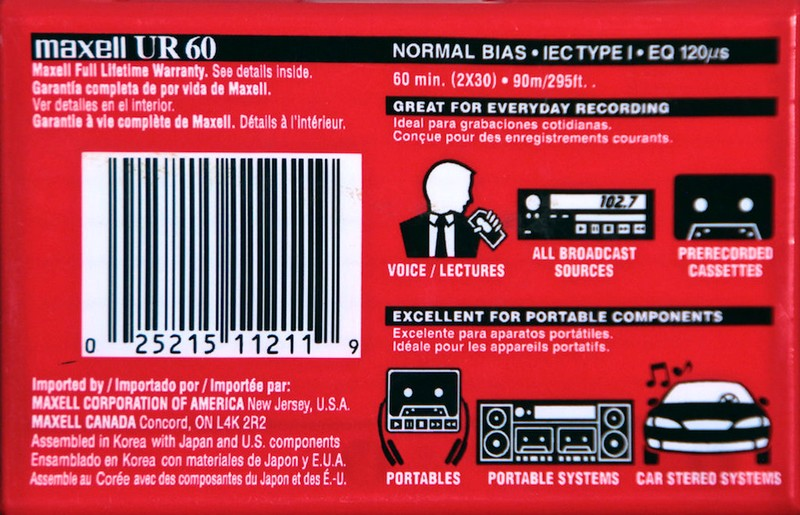 maxell UR 60
NORMAL BIAS • IEC TYPE I • EQ 120µs
Maxell Full Lifetime Warranty. See details inside.
Garantía completa de por vida de Maxell.
Ver detalles en el interior.
Garantie à vie complète de Maxell. Détails à l'intérieur.
60 min. (2X30) • 90m/295ft. .
GREAT FOR EVERYDAY RECORDING
Ideal para grabaciones cotidianas.
Conçue pour des enregistrements courants.
102.7
VOICE / LECTURES
ALL BROADCAST
SOURCES
PRERECORDED
CASSETTES
0 25215 11211 9
EXCELLENT FOR PORTABLE COMPONENTS
Excelente para aparatos portátiles.
Idéale pour les appareils portatifs.
PORTABLES
PORTABLE SYSTEMS
CAR STEREO SYSTEMS
Imported by / Importado por / Importée par:
MAXELL CORPORATION OF AMERICA New Jersey, U.S.A.
MAXELL CANADA Concord, ON L4K 2R2
Assembled in Korea with Japan and U.S. components
Ensamblado en Korea con materiales de Japon y E.U.A.
Assemble au Corée avec des composantes du Japon et des É.-U.